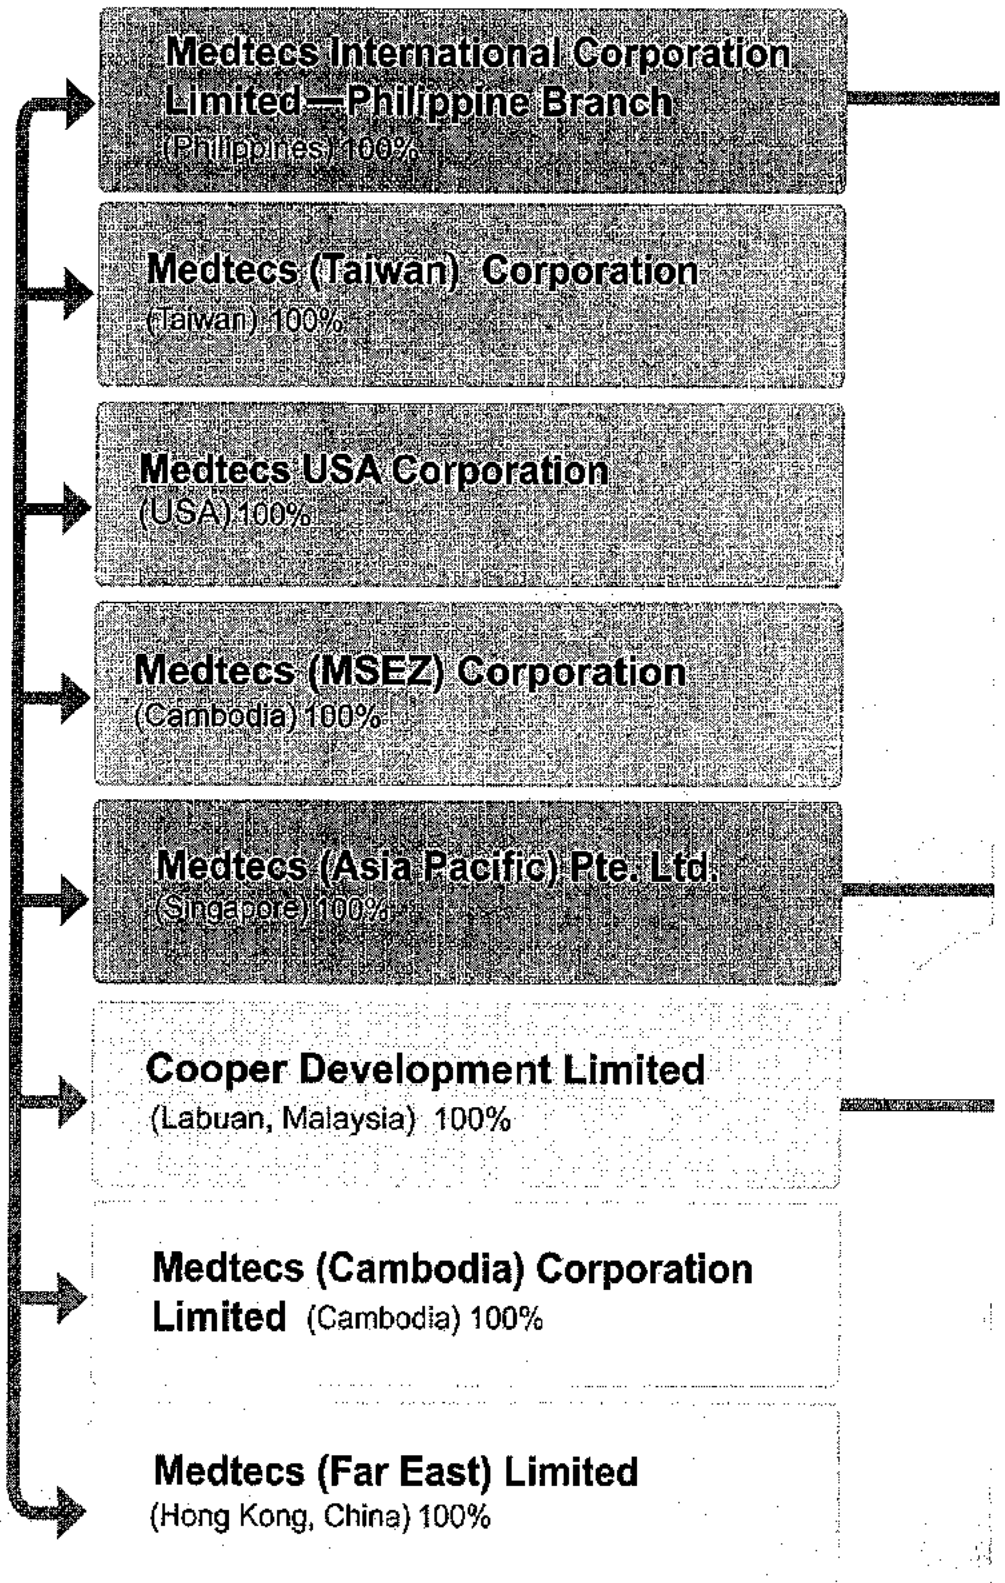 Medtecs International Corporation
Limited—Philippine Branch
(Philippines) 100%
Medtecs (Taiwan) Corporation
(Taiwan) 100%
Medtecs USA Corporation
(USA) 100%
Medtecs (MSEZ) Corporation
(Cambodia) 100%
Medtecs (Asia Pacific) Pte. Ltd.
(Singapore) 100%
Cooper Development Limited
(Labuan, Malaysia) 100%
Medtecs (Cambodia) Corporation
Limited (Cambodia) 100%
Medtecs (Far East) Limited
(Hong Kong, China) 100%